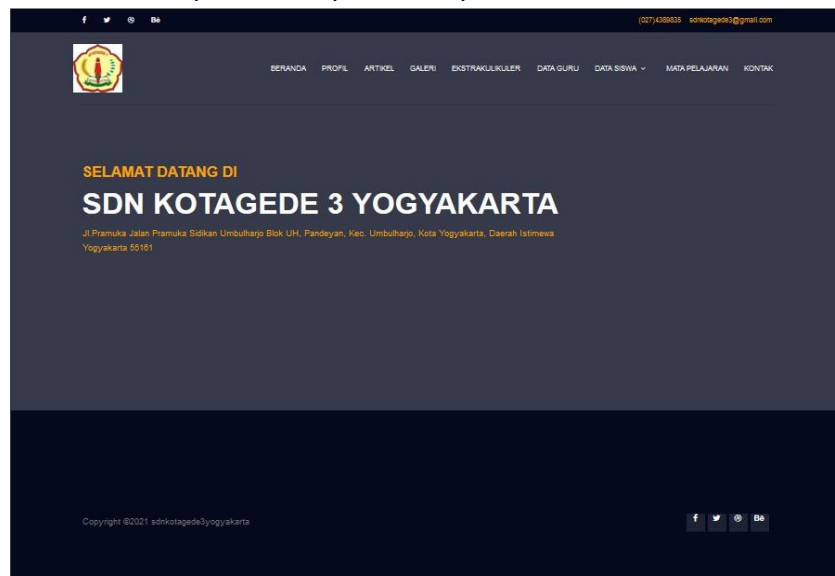 f Bē
(027)4389835 sdnkotagede3@gmail.com
BERANDA PROFIL ARTIKEL GALERI EKSTRAKULIKULER DATA GURU DATA SISWA MATA PELAJARAN KONTAK
SELAMAT DATANG DI
SDN KOTAGEDE 3 YOGYAKARTA
Jl.Pramuka Jalan Pramuka Sidikan Umbulharjo Blok UH, Pandeyan, Kec. Umbulharjo, Kota Yogyakarta, Daerah Istimewa
Yogyakarta 55161
Copyright ©2021 sdnkotagede3yogyakarta
f Bē